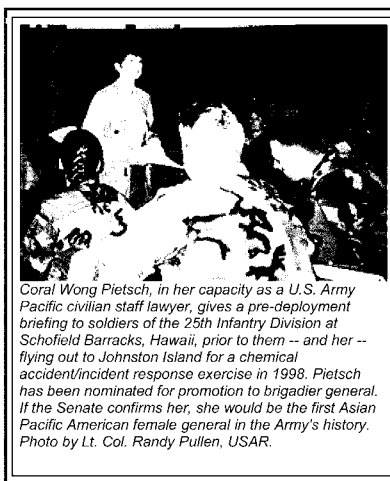 Coral Wong Pietsch, in her capacity as a U.S. Army
Pacific civilian staff lawyer, gives a pre-deployment
briefing to soldiers of the 25th Infantry Division at
Schofield Barracks, Hawaii, prior to them -- and her --
flying out to Johnston Island for a chemical
accident/incident response exercise in 1998. Pietsch
has been nominated for promotion to brigadier general.
If the Senate confirms her, she would be the first Asian
Pacific American female general in the Army's history.
Photo by Lt. Col. Randy Pullen, USAR.